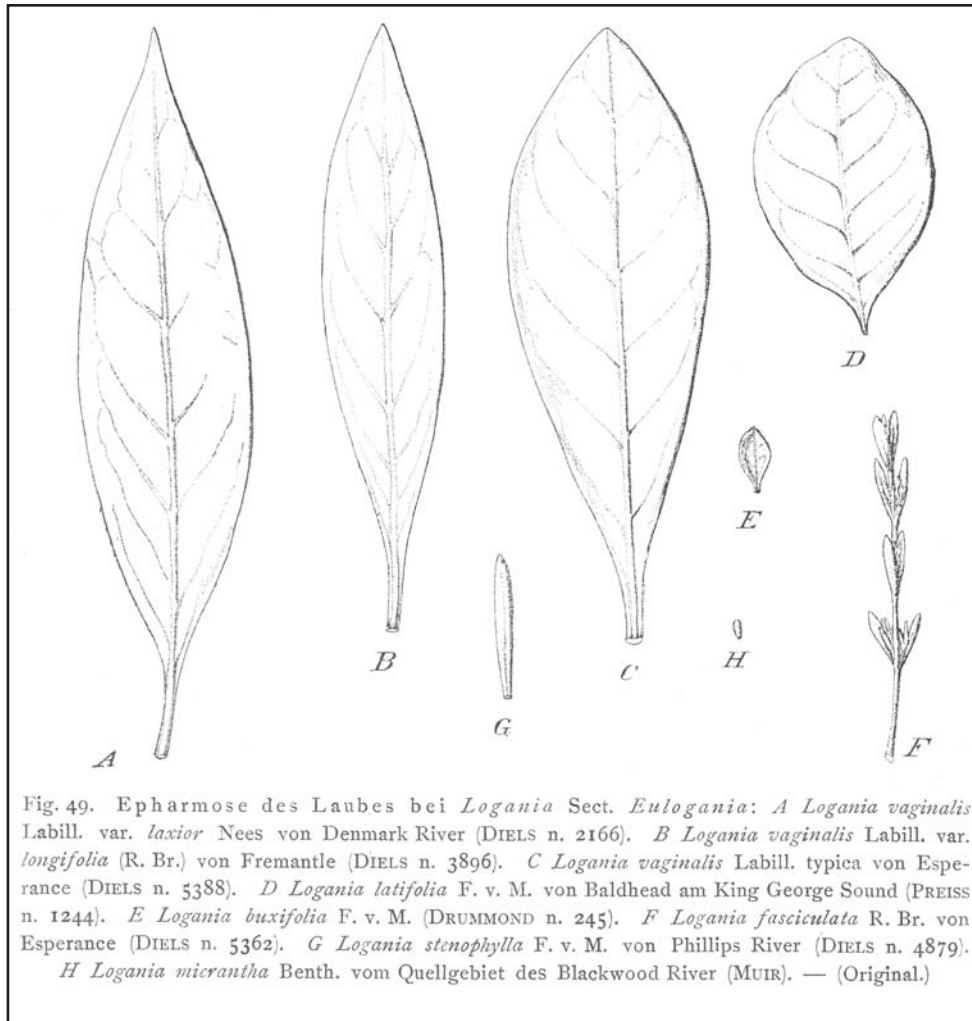 A
B
C
D
E
F
G
H
Fig. 49. Epharmose des Laubes bei Logania Sect. Eulogania: A Logania vaginalis
Labill. var. laxior Nees von Denmark River (DIELS n. 2166). B Logania vaginalis Labill. var.
longifolia (R. Br.) von Fremantle (DIELS n. 3896). C Logania vaginalis Labill. typica von Espe-
rance (DIELS n. 5388). D Logania latifolia F. v. M. von Baldhead am King George Sound (PREISS
n. 1244). E Logania buxifolia F. v. M. (DRUMMOND n. 245). F Logania fasciculata R. Br. von
Esperance (DIELS n. 5362). G Logania stenophylla F. v. M. von Phillips River (DIELS n. 4879).
H Logania micrantha Benth. vom Quellgebiet des Blackwood River (MUIR). — (Original.)